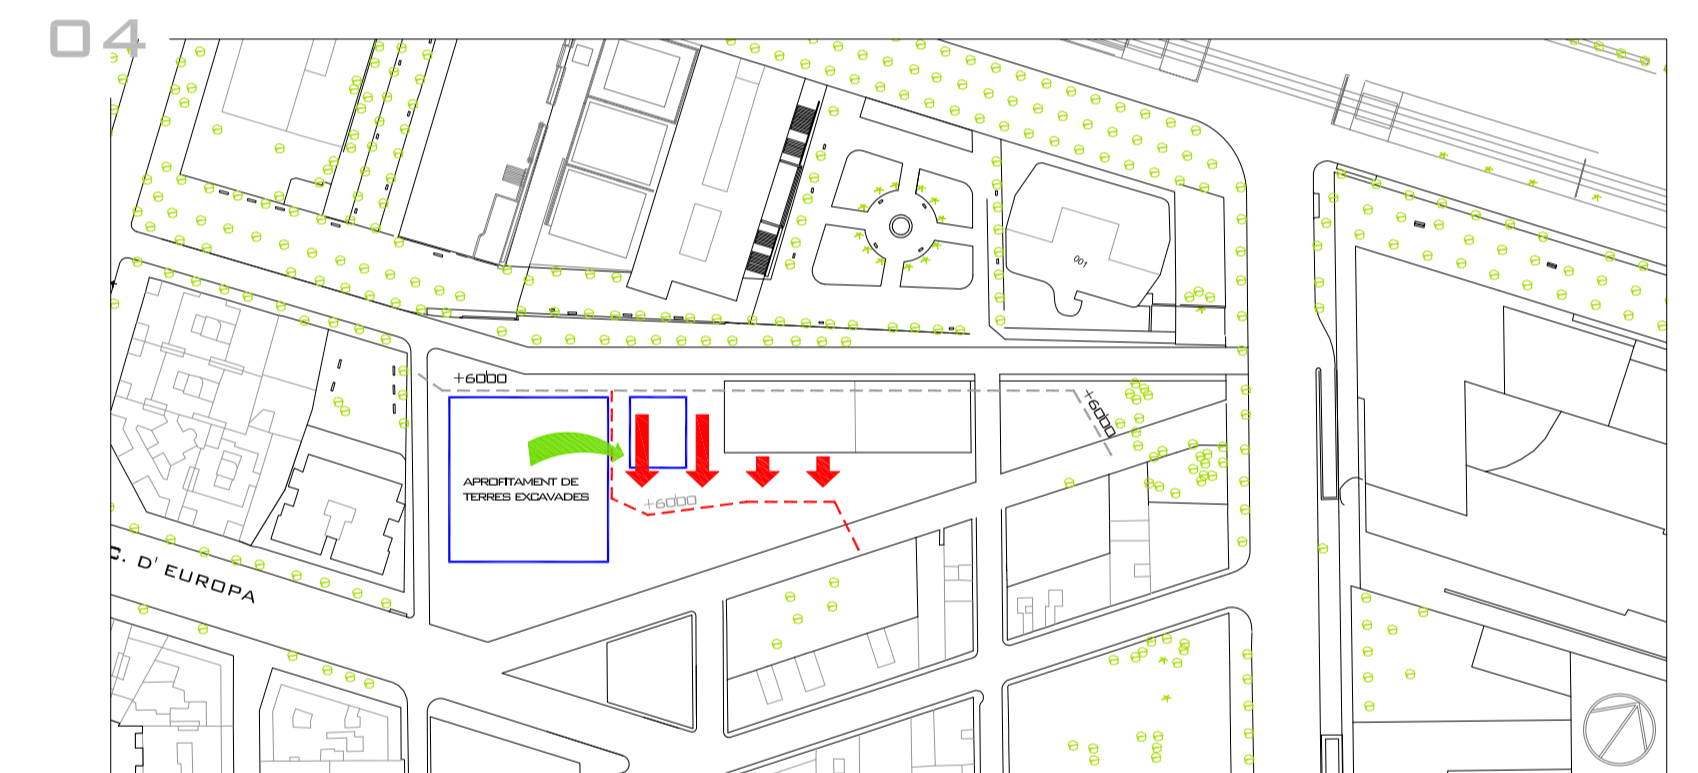 04
001
+6000
+6000
APROFITAMENT DE
TERRES EXCAVADES
+6000
C. D'EUROPA